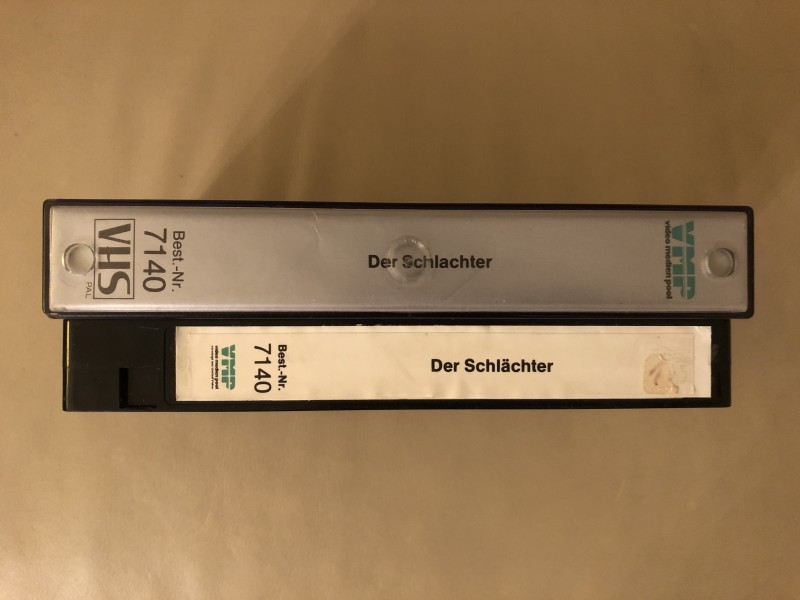 VHS
PAL
Best.-Nr.
7140
Der Schlachter
VMP
video medien pool
VMP
video medien pool
Best.-Nr.
7140
Der Schlächter